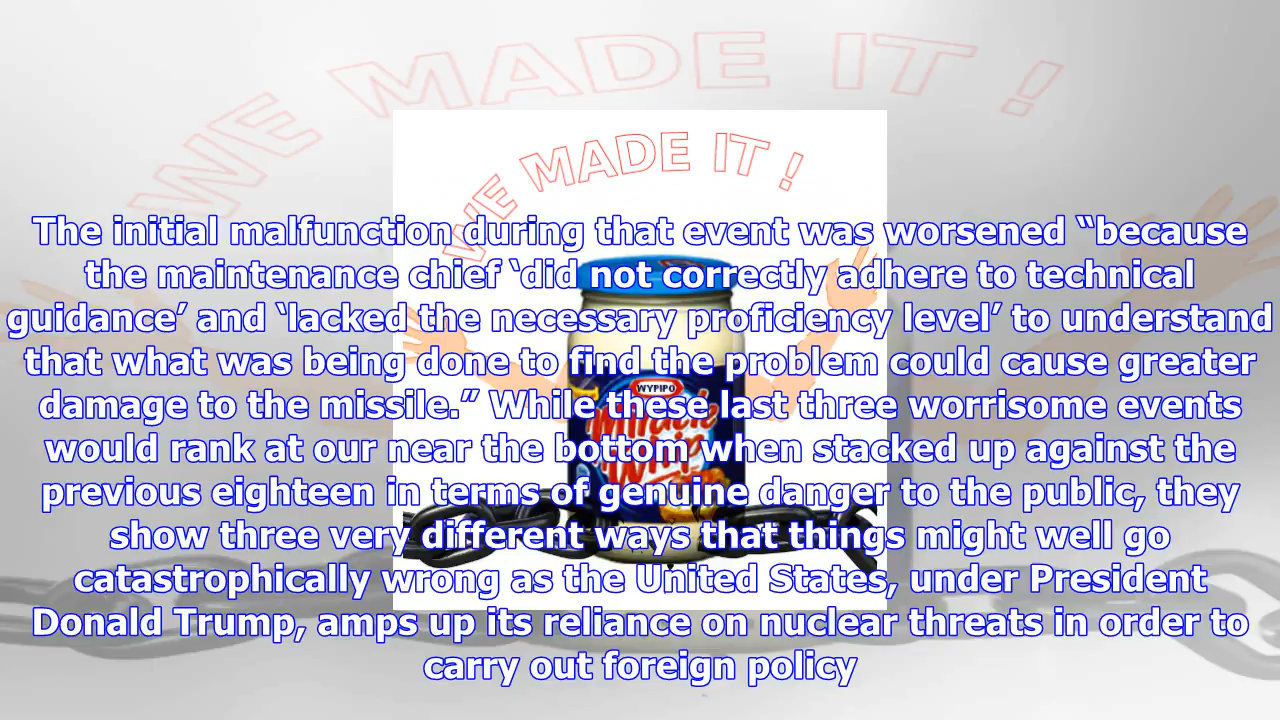 WE MADE IT !
WE MADE IT !
The initial malfunction during that event was worsened “because
the maintenance chief ‘did not correctly adhere to technical
guidance’ and ‘lacked the necessary proficiency level’ to understand
that what was being done to find the problem could cause greater
WYPIPO
damage to the missile.” While these last three worrisome events
Miracle
would rank at our near the bottom when stacked up against the
Whip
previous eighteen in terms of genuine danger to the public, they
show three very different ways that things might well go
catastrophically wrong as the United States, under President
Donald Trump, amps up its reliance on nuclear threats in order to
carry out foreign policy